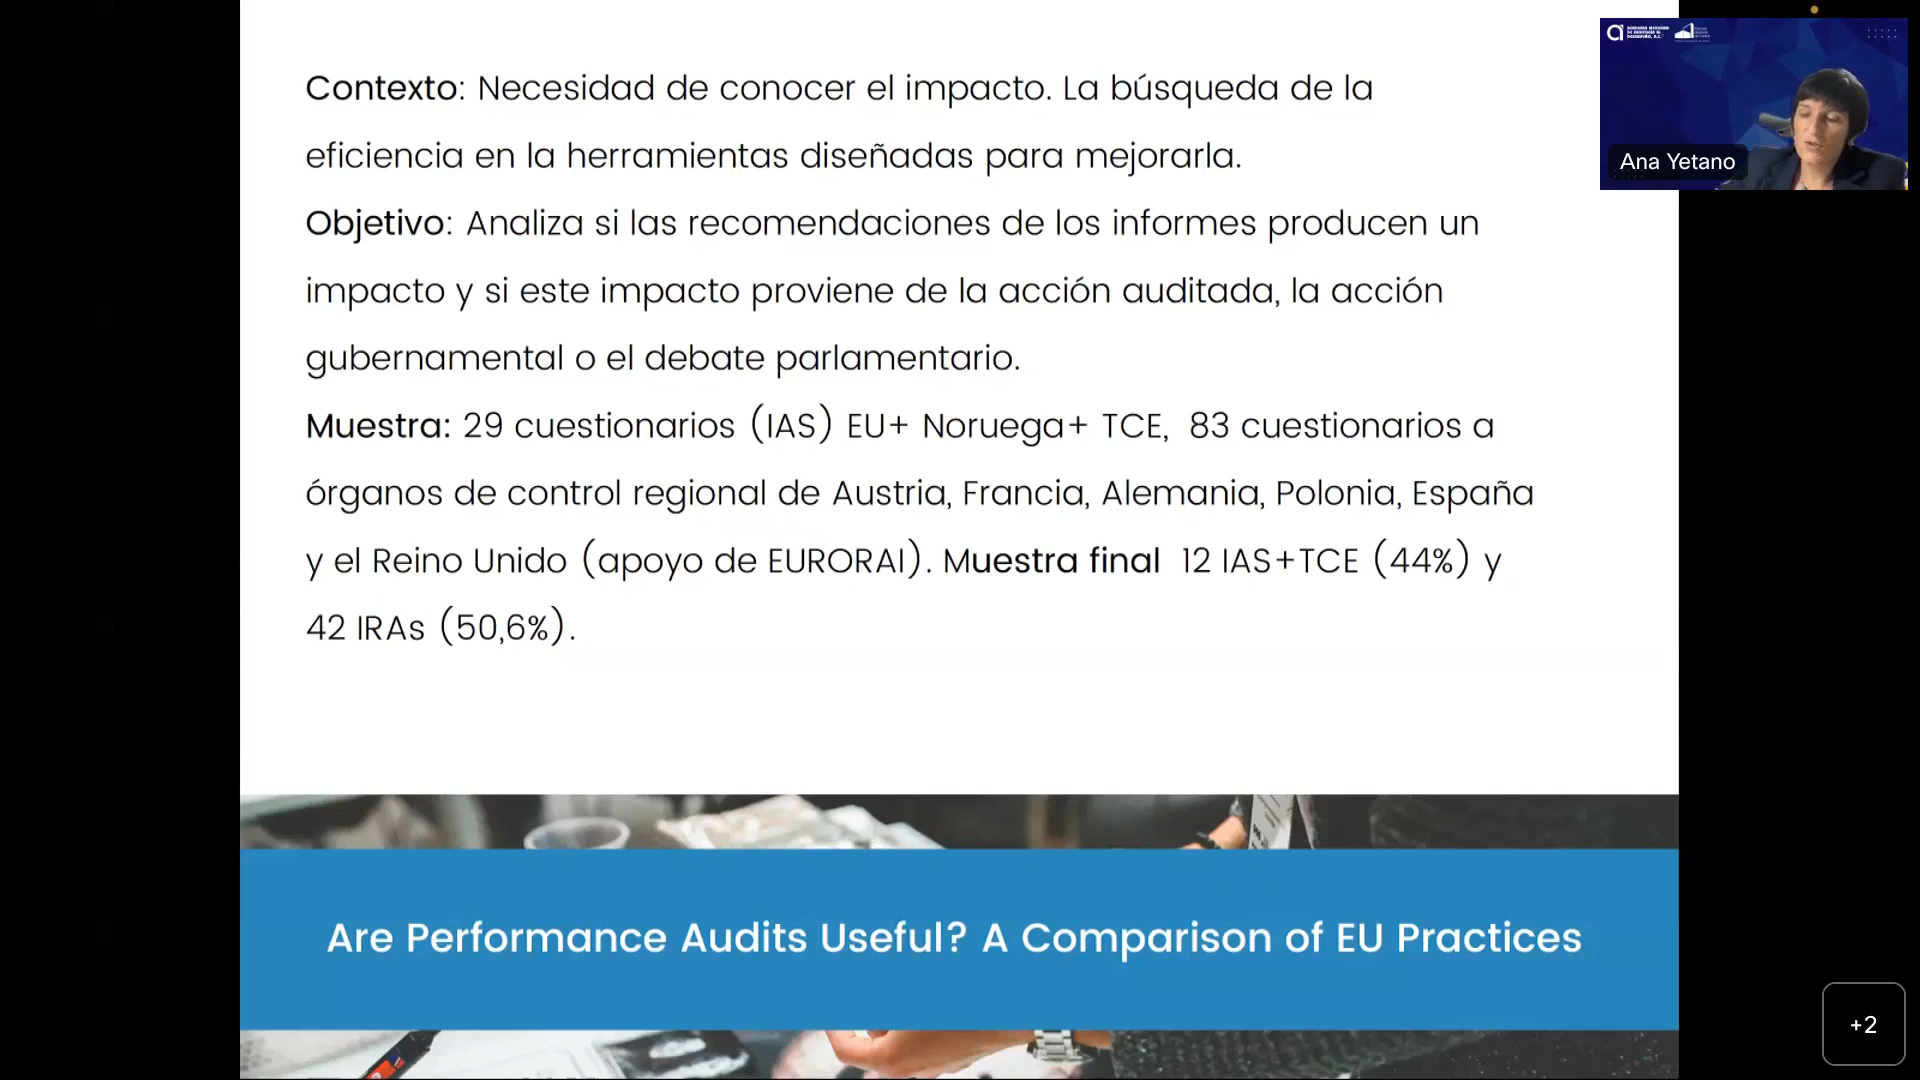 Contexto: Necesidad de conocer el impacto. La búsqueda de la
eficiencia en la herramientas diseñadas para mejorarla.
Objetivo: Analiza si las recomendaciones de los informes producen un
impacto y si este impacto proviene de la acción auditada, la acción
gubernamental o el debate parlamentario.
Muestra: 29 cuestionarios (IAS) EU+ Noruega+ TCE, 83 cuestionarios a
órganos de control regional de Austria, Francia, Alemania, Polonia, España
y el Reino Unido (apoyo de EURORAI). Muestra final 12 IAS+TCE (44%) y
42 IRAs (50,6%).
Ana Yetano
Are Performance Audits Useful? A Comparison of EU Practices
+2